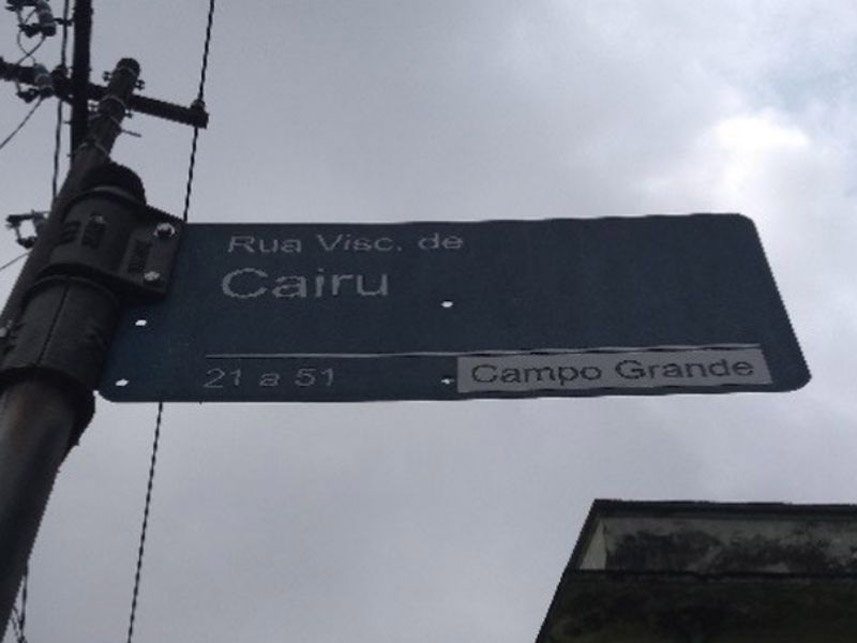 Rua Visc. de
Cairu
21 a 51
Campo Grande